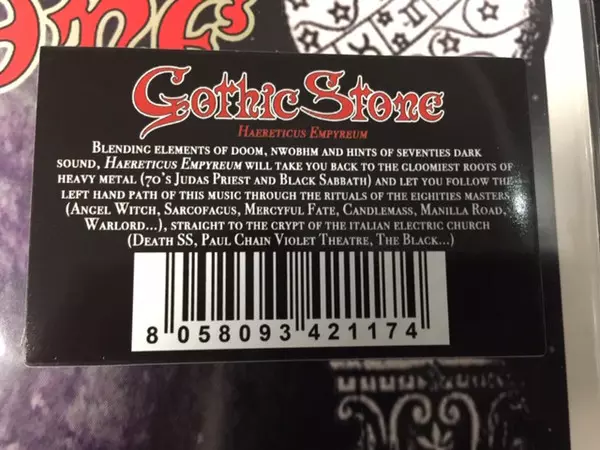 Gothic Stone
Haereticus Empyreum
Blending elements of doom, nwobhm and hints of seventies dark
sound, Haereticus Empyreum will take you back to the gloomiest roots of
heavy metal (70's Judas Priest and Black Sabbath) and let you follow the
left hand path of this music through the rituals of the eighities masters
(Angel Witch, Sarcofagus, Mercyful Fate, Candlemass, Manilla Road,
Warlord...), straight to the crypt of the Italian electric church
(Death SS, Paul Chain Violet Theatre, The Black...)
8 058093 421174